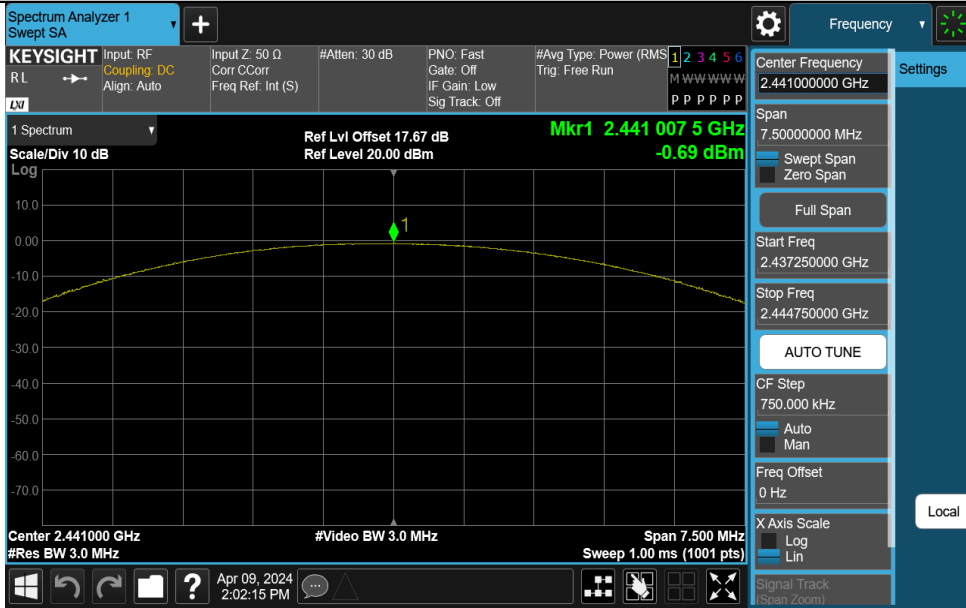 Spectrum Analyzer 1
Swept SA
+
Frequency
KEYSIGHT
RL
LXI
Input: RF
Coupling: DC
Align: Auto
Input Z: 50 Ω
Corr CCorr
Freq Ref: Int (S)
#Atten: 30 dB
PNO: Fast
Gate: Off
IF Gain: Low
Sig Track: Off
#Avg Type: Power (RMS
Trig: Free Run
1 2 3 4 5 6
M W W W W W
P P P P P P
1 Spectrum
Scale/Div 10 dB
Log
Ref Lvl Offset 17.67 dB
Ref Level 20.00 dBm
Mkr1 2.441 007 5 GHz
-0.69 dBm
10.0
0.00
-10.0
-20.0
-30.0
-40.0
-50.0
-60.0
-70.0
1
Center 2.441000 GHz
#Res BW 3.0 MHz
#Video BW 3.0 MHz
Span 7.500 MHz
Sweep 1.00 ms (1001 pts)
Center Frequency
2.441000000 GHz
Settings
Span
7.50000000 MHz
Swept Span
Zero Span
Full Span
Start Freq
2.437250000 GHz
Stop Freq
2.444750000 GHz
AUTO TUNE
CF Step
750.000 kHz
Auto
Man
Freq Offset
0 Hz
Local
X Axis Scale
Log
Lin
Signal Track
(Span Zoom)
?
Apr 09, 2024
2:02:15 PM